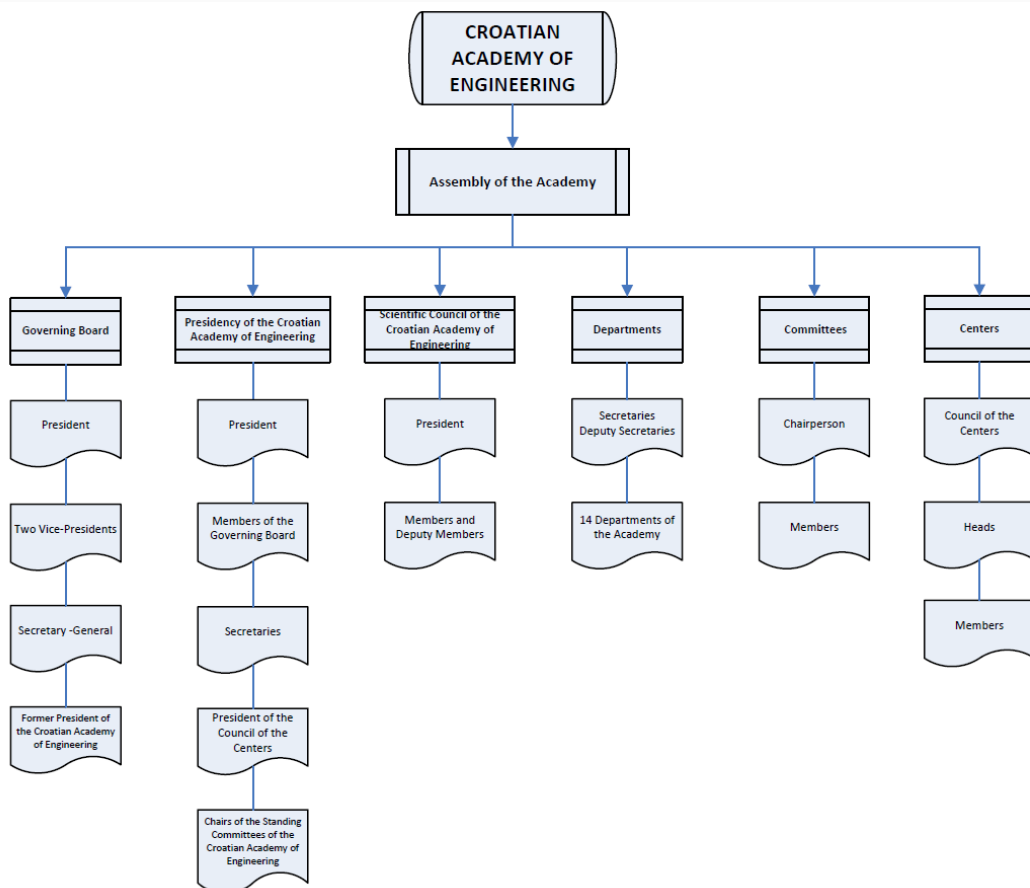 CROATIAN
ACADEMY OF
ENGINEERING
Assembly of the Academy
Governing Board
Presidency of the Croatian
Academy of Engineering
Scientific Council of the
Croatian Academy of
Engineering
Departments
Committees
Centers
President
President
President
Secretaries
Deputy Secretaries
Chairperson
Council of the
Centers
Two Vice-Presidents
Members of the
Governing Board
Members and
Deputy Members
14 Departments of
the Academy
Members
Heads
Secretary -General
Secretaries
Members
Former President of
the Croatian Academy
of Engineering
President of the
Council of the
Centers
Chairs of the Standing
Committees of the
Croatian Academy of
Engineering